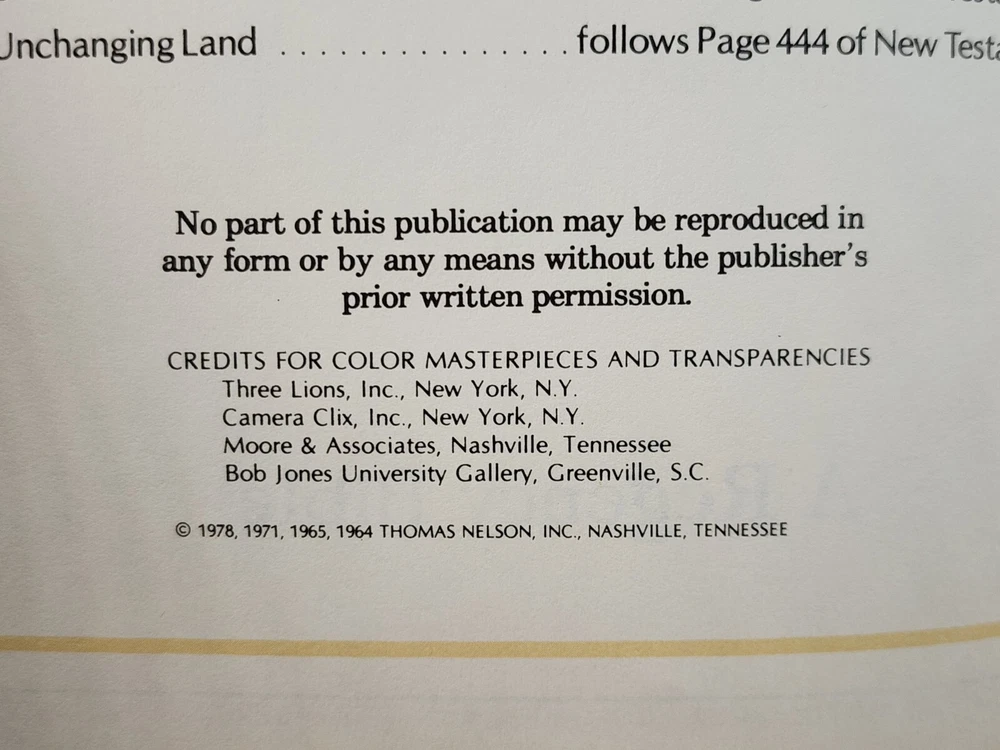 Unchanging Land ............... follows Page 444 of New
No part of this publication may be reproduced in
any form or by any means without the publisher's
prior written permission.
CREDITS FOR COLOR MASTERPIECES AND TRANSPARENCIES
Three Lions, Inc., New York, N.Y.
Camera Clix, Inc., New York, N.Y.
Moore & Associates, Nashville, Tennessee
Bob Jones University Gallery, Greenville, S.C.
© 1978, 1971, 1965, 1964 THOMAS NELSON, INC., NASHVILLE, TENNESSEE